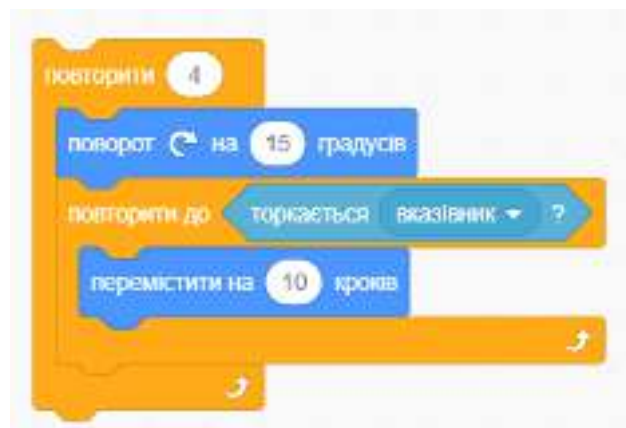 повторити 4
поворот на 15 градусів
повторити до торкається вказівник ?
перемістити на 10 кроків